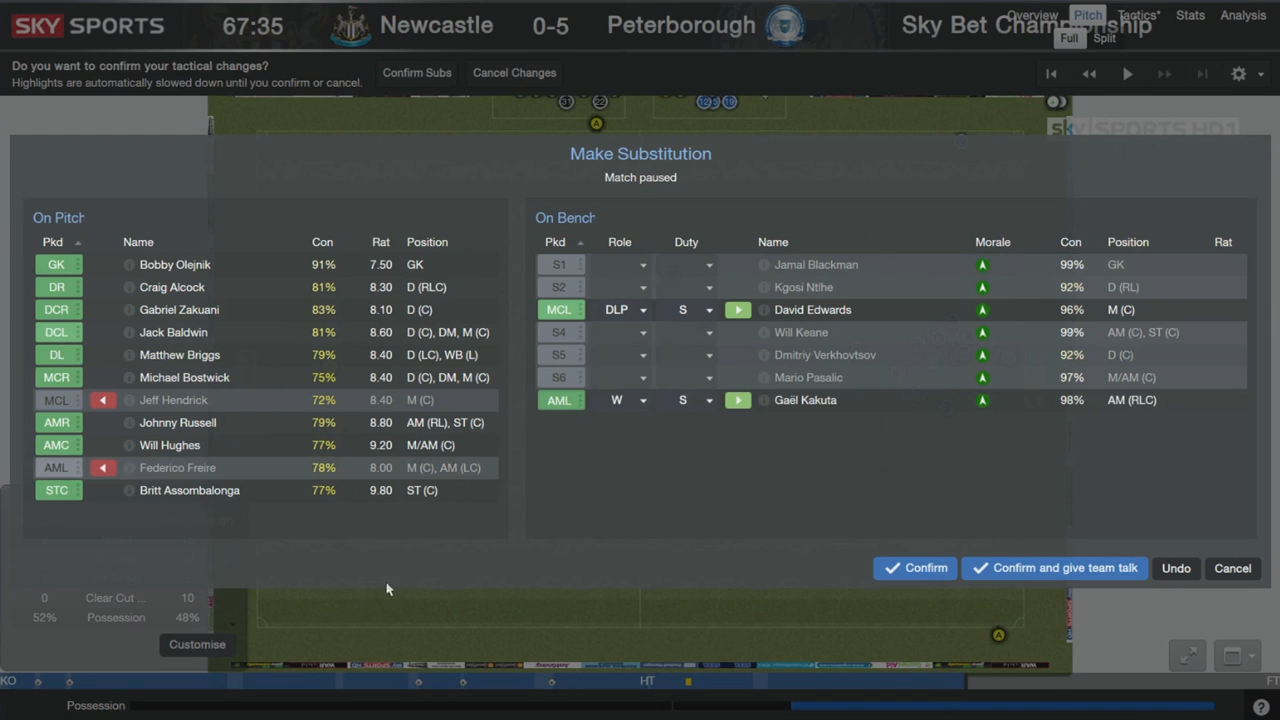 SKY SPORTS 67:35 Newcastle 0-5 Peterborough Sky Bet Championship
Overview Pitch Tactics* Stats Analysis
Full Split
Do you want to confirm your tactical changes?
Highlights are automatically slowed down until you confirm or cancel.
Confirm Subs Cancel Changes
31 22 12 19
A
sky SPORTS HD1
Make Substitution
Match paused
On Pitch
Pkd Name Con Rat Position
GK Bobby Olejnik 91% 7.50 GK
DR Craig Alcock 81% 8.30 D (RLC)
DCR Gabriel Zakuani 83% 8.10 D (C)
DCL Jack Baldwin 81% 8.60 D (C), DM, M (C)
DL Matthew Briggs 79% 8.40 D (LC), WB (L)
MCR Michael Bostwick 75% 8.40 D (C), DM, M (C)
MCL Jeff Hendrick 72% 8.40 M (C)
AMR Johnny Russell 79% 8.80 AM (RL), ST (C)
AMC Will Hughes 77% 9.20 M/AM (C)
AML Federico Freire 78% 8.00 M (C), AM (LC)
STC Britt Assombalonga 77% 9.80 ST (C)
On Bench
Pkd Role Duty Name Morale Con Position Rat
S1 Jamal Blackman 99% GK
S2 Kgosi Ntlhe 92% D (RL)
MCL DLP S David Edwards 96% M (C)
S4 Will Keane 99% AM (C), ST (C)
S5 Dmitriy Verkhovtsov 92% D (C)
S6 Mario Pasalic 97% M/AM (C)
AML W S Gaël Kakuta 98% AM (RLC)
Confirm Confirm and give team talk Undo Cancel
0 Clear Cut ... 10
52% Possession 48%
Customise
A
KO HT FT
Possession
?